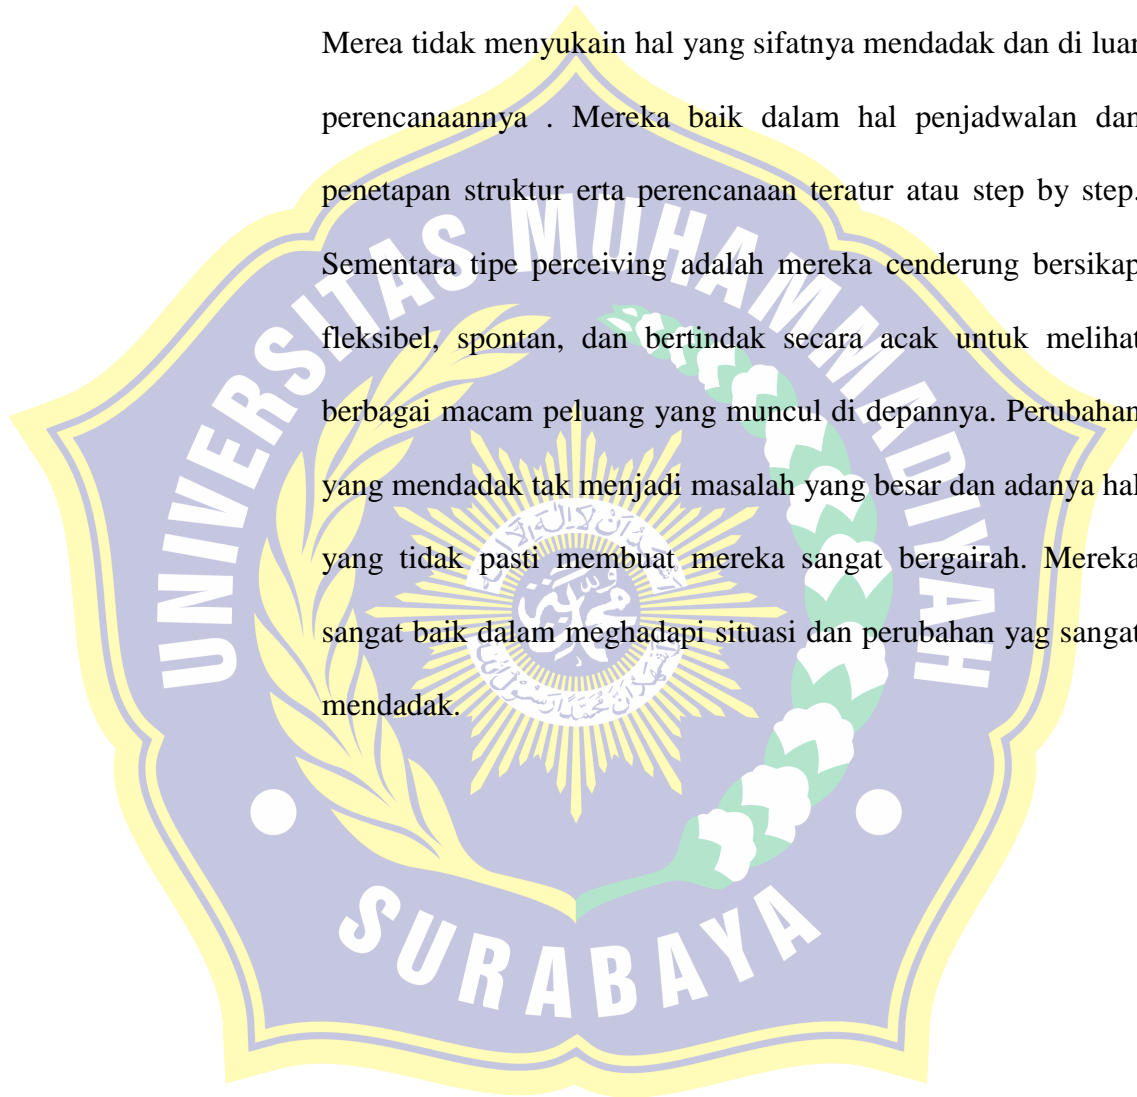 Merea tidak menyukain hal yang sifatnya mendadak dan di luar
perencanaannya . Mereka baik dalam hal penjadwalan dan
penetapan struktur erta perencanaan teratur atau step by step.
Sementara tipe perceiving adalah mereka cenderung bersikap
fleksibel, spontan, dan bertindak secara acak untuk melihat
berbagai macam peluang yang muncul di depannya. Perubahan
yang mendadak tak menjadi masalah yang besar dan adanya hal
yang tidak pasti membuat mereka sangat bergairah. Mereka
sangat baik dalam meghadapi situasi dan perubahan yag sangat
mendadak.
UNIVERSITAS MUHAMMADIYAH
SURABAYA